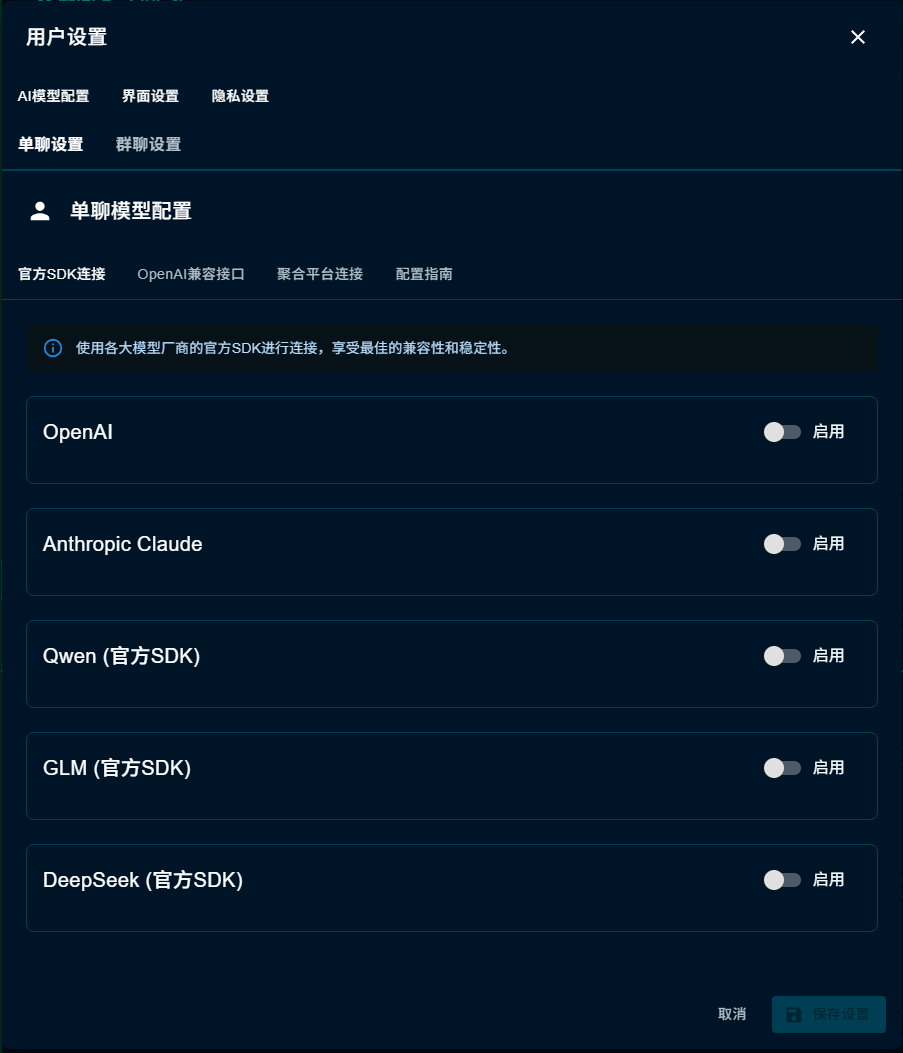 用户设置
AI模型配置 界面设置 隐私设置
单聊设置 群聊设置
单聊模型配置
官方SDK连接 OpenAI兼容接口 聚合平台连接 配置指南
使用各大模型厂商的官方SDK进行连接，享受最佳的兼容性和稳定性。
OpenAI 启用
Anthropic Claude 启用
Qwen (官方SDK) 启用
GLM (官方SDK) 启用
DeepSeek (官方SDK) 启用
取消 保存设置